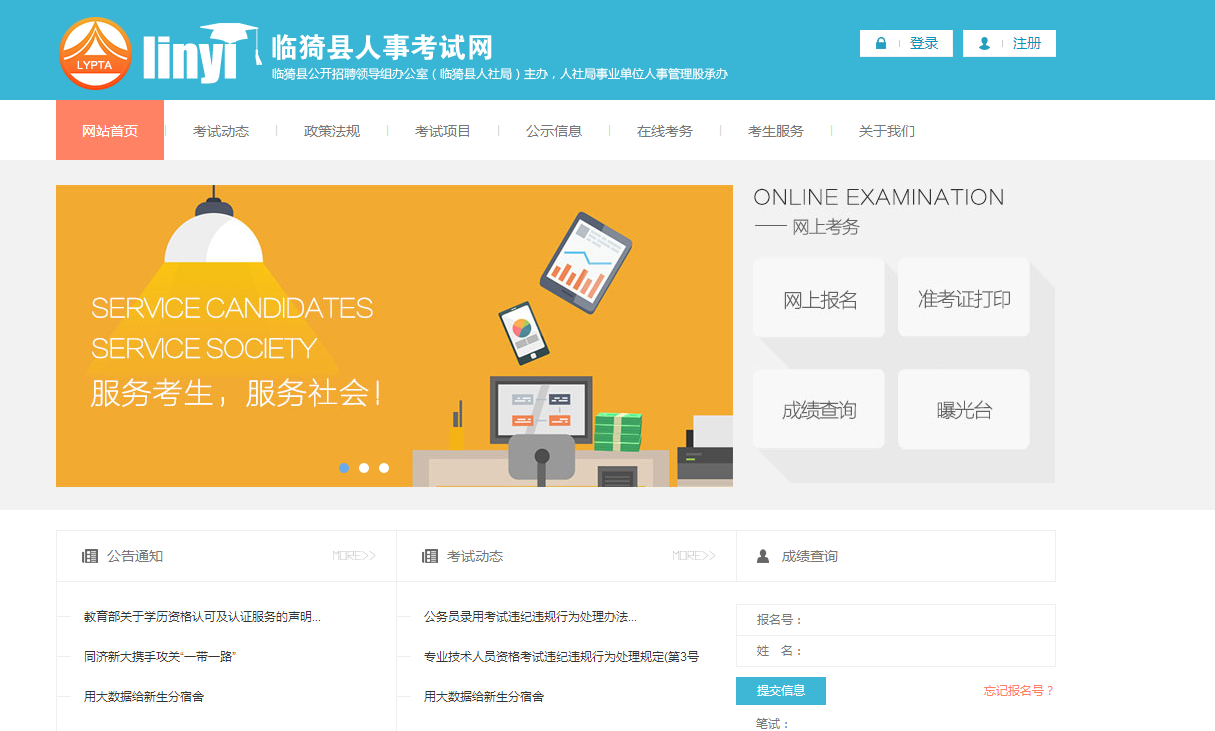 LYPTA
linyi
临猗县人事考试网
临猗县公开招聘领导组办公室（临猗县人社局）主办，人社局事业单位人事管理股承办
登录
注册
网站首页
考试动态
政策法规
考试项目
公示信息
在线考务
考生服务
关于我们
SERVICE CANDIDATES
SERVICE SOCIETY
服务考生，服务社会！
ONLINE EXAMINATION
网上考务
网上报名
准考证打印
成绩查询
曝光台
公告通知
MORE>>
教育部关于学历资格认可及认证服务的声明...
同济新大携手攻关“一带一路”
用大数据给新生分宿舍
考试动态
MORE>>
公务员录用考试违纪违规行为处理办法...
专业技术人员资格考试违纪违规行为处理规定(第3号
用大数据给新生分宿舍
成绩查询
报名号：
姓 名：
提交信息
忘记报名号？
笔试：